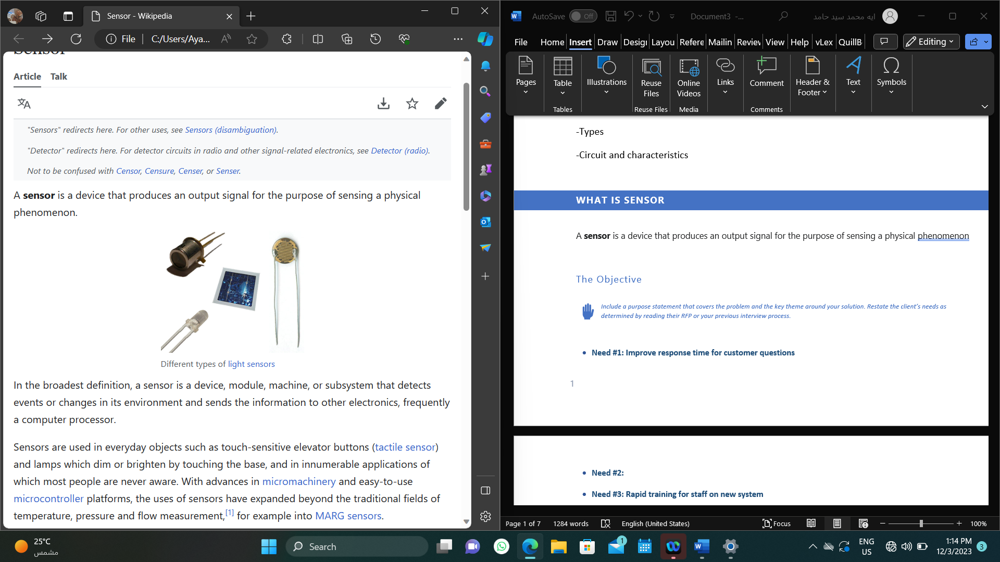 Sensor - Wikipedia
File
C:/Users/Aya...
Sensor
Article
Talk
"Sensors" redirects here. For other uses, see Sensors (disambiguation).
"Detector" redirects here. For detector circuits in radio and other signal-related electronics, see Detector (radio).
Not to be confused with Censor, Censure, Censer, or Senser.
A sensor is a device that produces an output signal for the purpose of sensing a physical
phenomenon.
Different types of light sensors
In the broadest definition, a sensor is a device, module, machine, or subsystem that detects
events or changes in its environment and sends the information to other electronics, frequently
a computer processor.
Sensors are used in everyday objects such as touch-sensitive elevator buttons (tactile sensor)
and lamps which dim or brighten by touching the base, and in innumerable applications of
which most people are never aware. With advances in micromachinery and easy-to-use
microcontroller platforms, the uses of sensors have expanded beyond the traditional fields of
temperature, pressure and flow measurement,[1] for example into MARG sensors.
AutoSave Off
Document3 -...
ايه محمد سيد حامد
File Home Insert Draw Desig Layou Refere Mailin Review View Help vLex QuillB
Editing
Pages
Table
Tables
Illustrations
Reuse
Files
Reuse Files
Online
Videos
Media
Links
Comment
Comments
Header &
Footer
Text
Symbols
-Types
-Circuit and characteristics
WHAT IS SENSOR
A sensor is a device that produces an output signal for the purpose of sensing a physical phenomenon
The Objective
Include a purpose statement that covers the problem and the key theme around your solution. Restate the client's needs as
determined by reading their RFP or your previous interview process.
• Need #1: Improve response time for customer questions
1
• Need #2:
• Need #3: Rapid training for staff on new system
Page 1 of 7
1284 words
English (United States)
Focus
100%
25°C
مشمس
Search
1
ENG
US
1:14 PM
12/3/2023
3